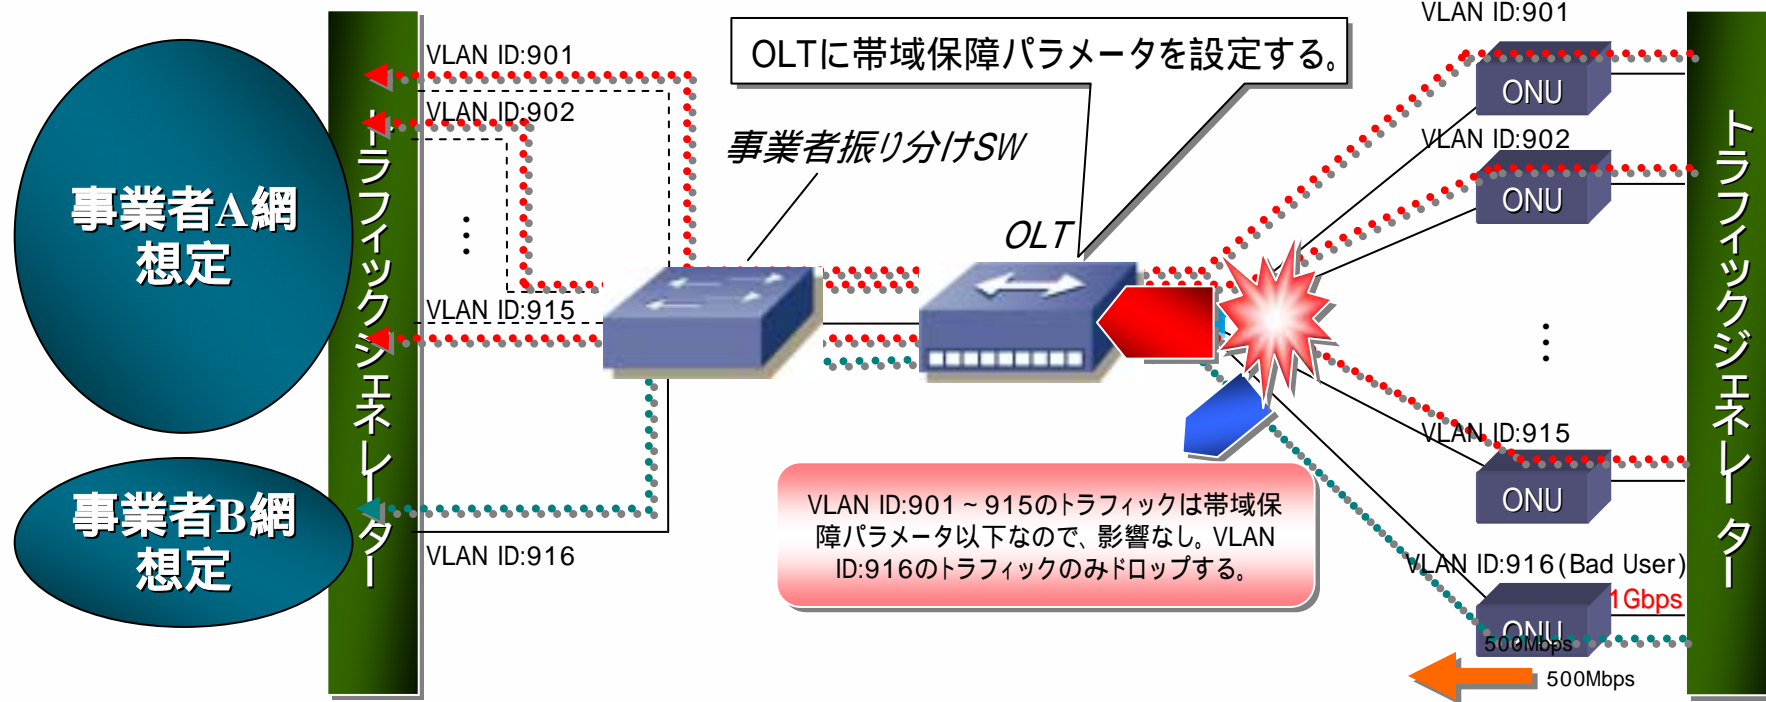 VLAN ID:901
OLTに帯域保障パラメータを設定する。
VLAN ID:901
ONU
VLAN ID:902
事業者振り分けSW
VLAN ID:902
ONU
事業者A網
想定
トラフィックジェネレーター
OLT
トラフィックジェネレーター
VLAN ID:915
VLAN ID:915
ONU
事業者B網
想定
VLAN ID:916
VLAN ID:901~915のトラフィックは帯域保
障パラメータ以下なので、影響なし。VLAN
ID:916のトラフィックのみドロップする。
VLAN ID:916(Bad User)
1Gbps
ONU
500Mbps
500Mbps